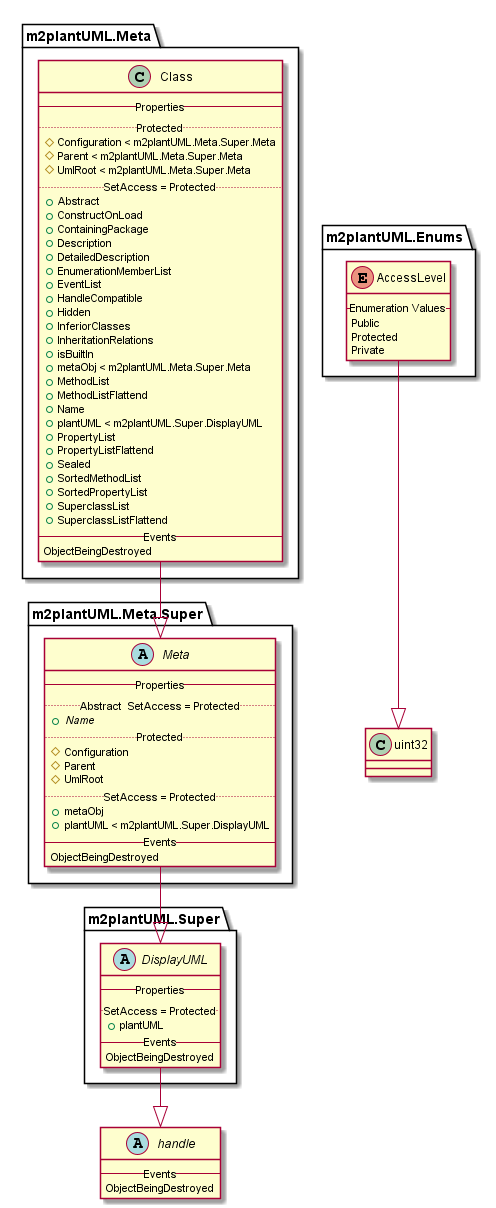 m2plantUML.Meta
C Class
Properties
Protected
Configuration < m2plantUML.Meta.Super.Meta
Parent < m2plantUML.Meta.Super.Meta
UmlRoot < m2plantUML.Meta.Super.Meta
SetAccess = Protected
Abstract
ConstructOnLoad
ContainingPackage
Description
DetailedDescription
EnumerationMemberList
EventList
HandleCompatible
Hidden
InferiorClasses
InheritationRelations
isBuiltIn
metaObj < m2plantUML.Meta.Super.Meta
MethodList
MethodListFlattend
Name
plantUML < m2plantUML.Super.DisplayUML
PropertyList
PropertyListFlattend
Sealed
SortedMethodList
SortedPropertyList
SuperclassList
SuperclassListFlattend
Events
ObjectBeingDestroyed
m2plantUML.Enums
E AccessLevel
Enumeration Values
Public
Protected
Private
m2plantUML.Meta.Super
A Meta
Properties
Abstract SetAccess = Protected
Name
Protected
Configuration
Parent
UmlRoot
SetAccess = Protected
metaObj
plantUML < m2plantUML.Super.DisplayUML
Events
ObjectBeingDestroyed
C uint32
m2plantUML.Super
A DisplayUML
Properties
SetAccess = Protected
plantUML
Events
ObjectBeingDestroyed
A handle
Events
ObjectBeingDestroyed